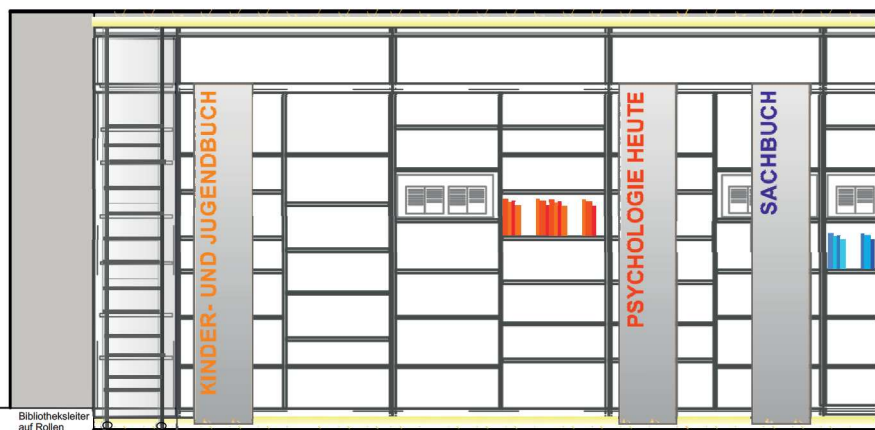 KINDER- UND JUGENDBUCH
PSYCHOLOGIE HEUTE
SACHBUCH
Bibliotheksleiter
auf Rollen